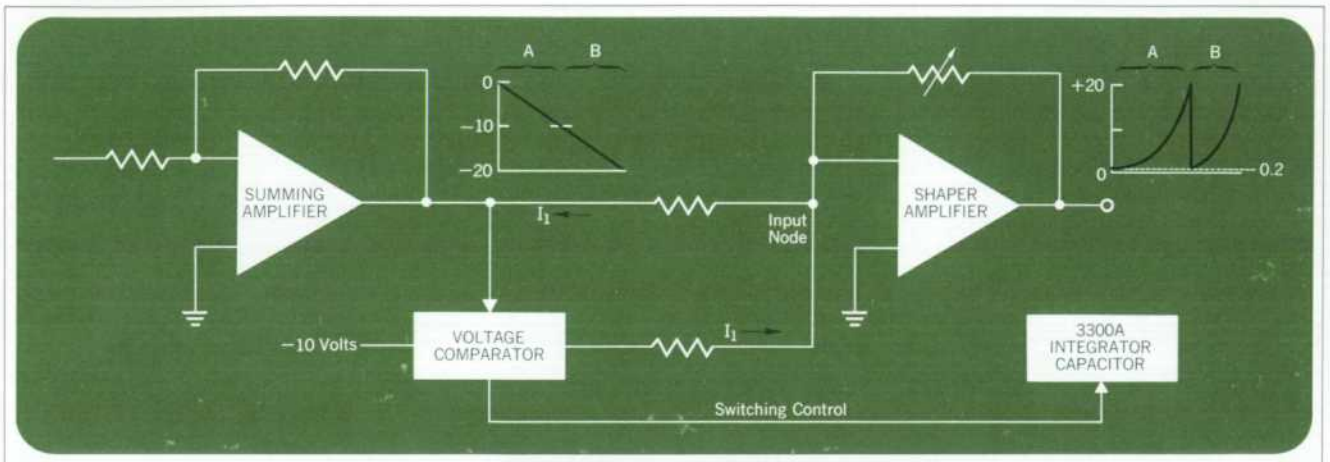 A B
0
−10
−20
SUMMING
AMPLIFIER
I₁
Input
Node
A B
+20
0
0.2
SHAPER
AMPLIFIER
−10 Volts
VOLTAGE
COMPARATOR
I₁
3300A
INTEGRATOR
CAPACITOR
Switching Control